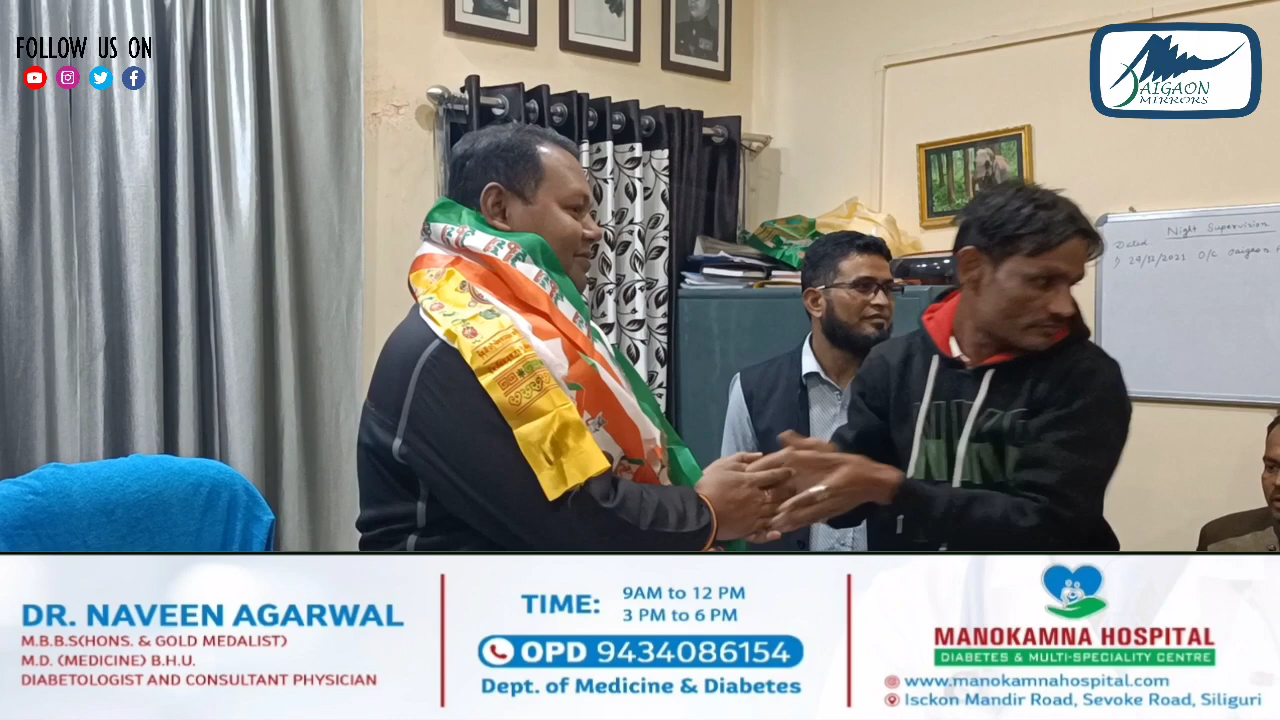 FOLLOW US ON
JAIGAON
MIRRORS
Night Supervision
Dated
1) 24/12/2021 O/C Jaigaon
DR. NAVEEN AGARWAL
M.B.B.S(HONS. & GOLD MEDALIST)
M.D. (MEDICINE) B.H.U.
DIABETOLOGIST AND CONSULTANT PHYSICIAN
TIME: 9AM to 12 PM
3 PM to 6 PM
OPD 9434086154
Dept. of Medicine & Diabetes
MANOKAMNA HOSPITAL
DIABETES & MULTI-SPECIALITY CENTRE
www.manokamnahospital.com
Isckon Mandir Road, Sevoke Road, Siliguri